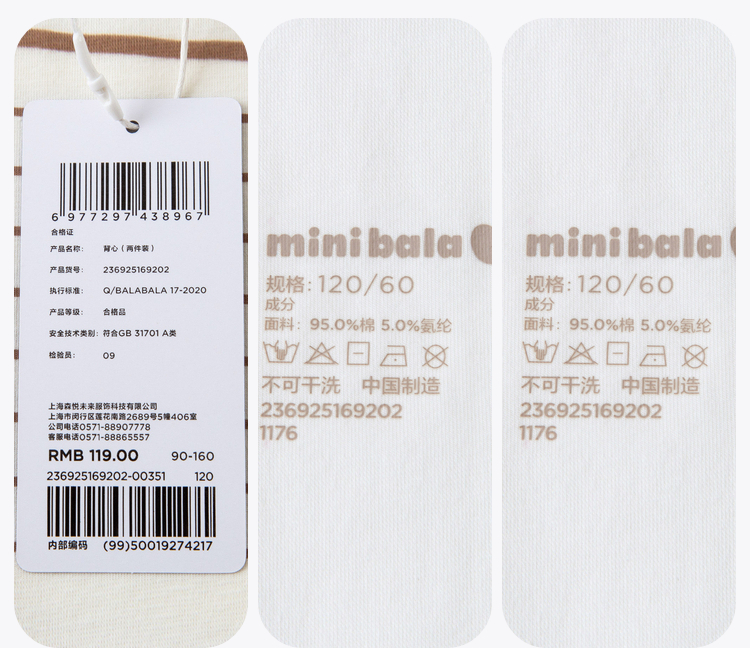 6 977297 438967
合格证
产品名称： 背心（两件装）
产品货号： 236925169202
执行标准： Q/BALABALA 17-2020
产品等级： 合格品
安全技术类别： 符合GB 31701 A类
检验员： 09
上海森悦未来服饰科技有限公司
上海市闵行区莲花南路2689号5幢406室
公司电话0571-88907778
客服电话0571-88865557
RMB 119.00 90-160
236925169202-00351 120
内部编码 (99)50019274217
mini bala
规格：120/60
成分
面料：95.0%棉 5.0%氨纶
不可干洗 中国制造
236925169202
1176
mini bala
规格：120/60
成分
面料：95.0%棉 5.0%氨纶
不可干洗 中国制造
236925169202
1176